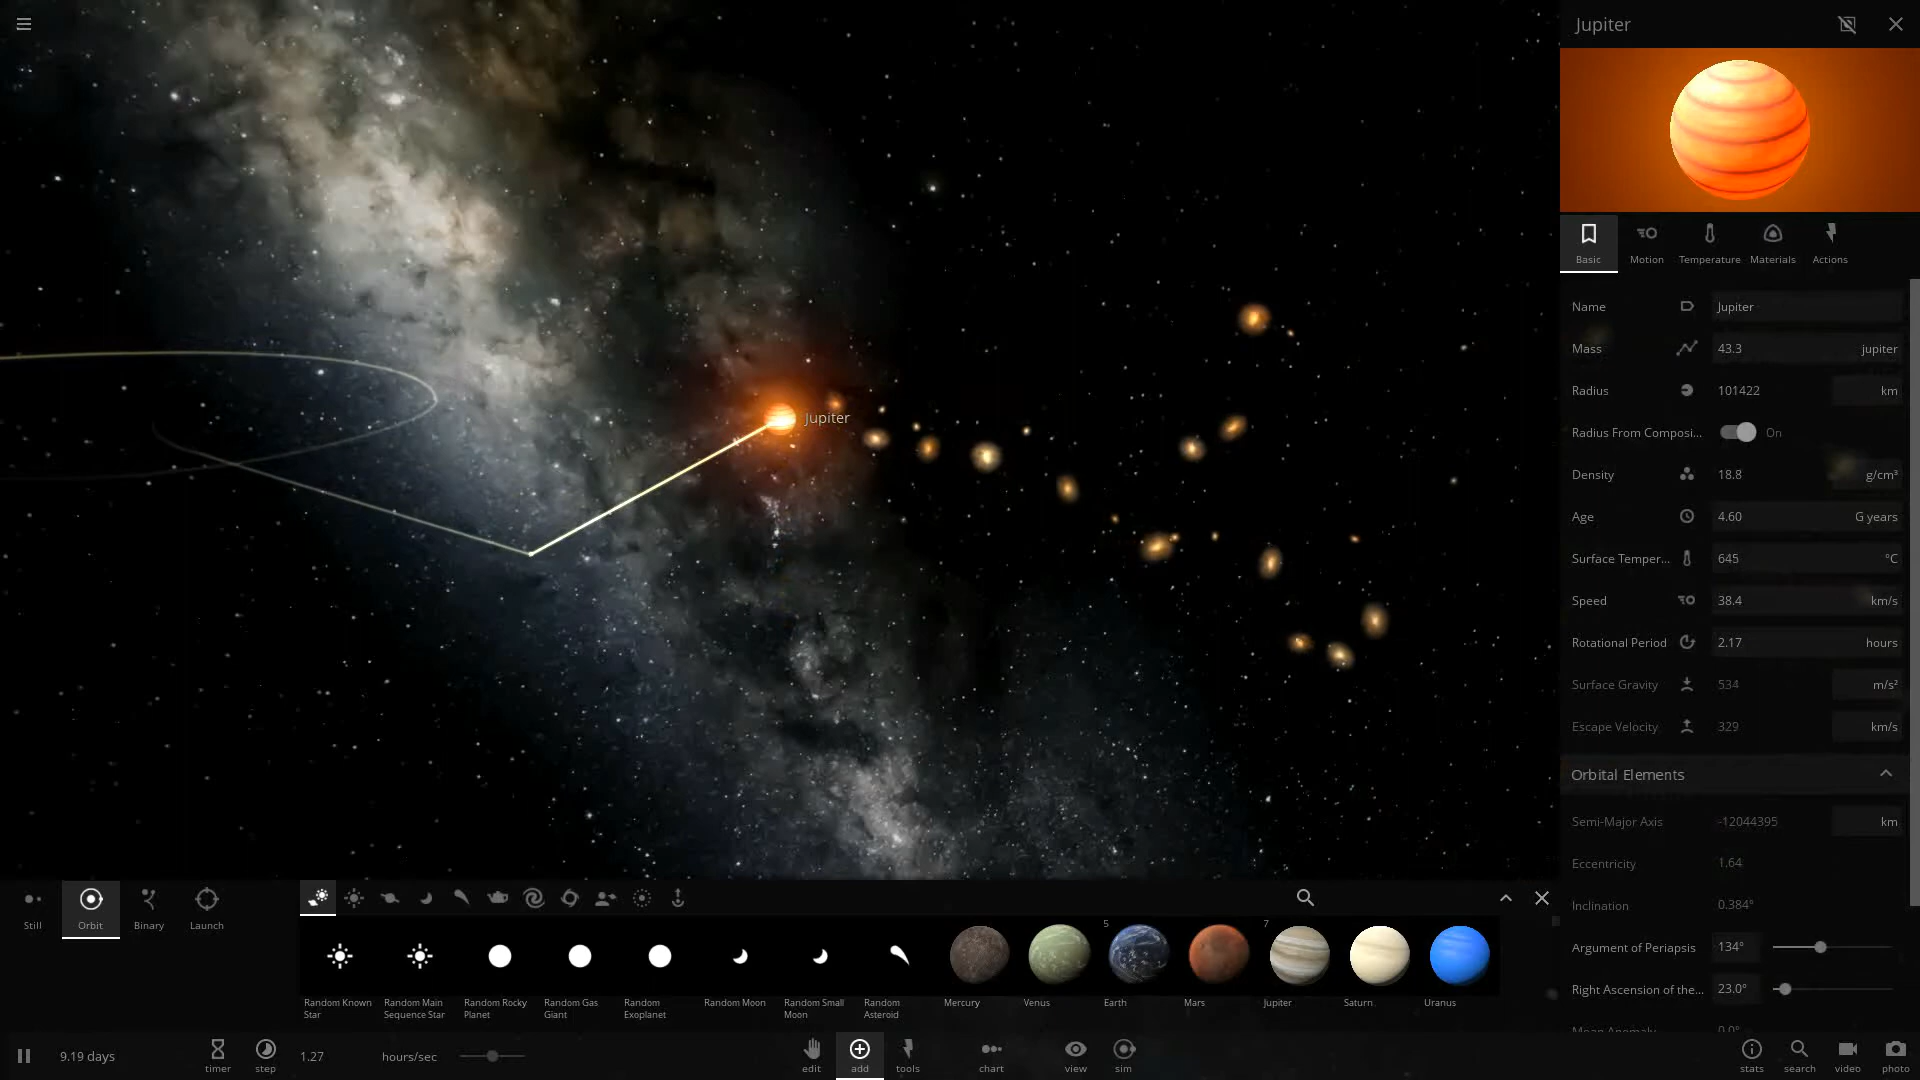 Jupiter
Basic
Motion
Temperature
Materials
Actions
Name
Jupiter
Mass
43.3
jupiter
Radius
101422
km
Radius From Composi...
On
Density
18.8
g/cm³
Age
4.60
G years
Surface Temper...
645
°C
Speed
38.4
km/s
Rotational Period
2.17
hours
Surface Gravity
534
m/s²
Escape Velocity
329
km/s
Orbital Elements
Semi-Major Axis
-12044395
km
Eccentricity
1.64
Inclination
0.384°
Argument of Periapsis
134°
Right Ascension of the...
23.0°
Mean Anomaly
0.0°
Jupiter
Still
Orbit
Binary
Launch
5
7
Random Known
Star
Random Main
Sequence Star
Random Rocky
Planet
Random Gas
Giant
Random
Exoplanet
Random Moon
Random Small
Moon
Random
Asteroid
Mercury
Venus
Earth
Mars
Jupiter
Saturn
Uranus
9.19 days
timer
step
1.27
hours/sec
edit
add
tools
chart
view
sim
stats
search
video
photo